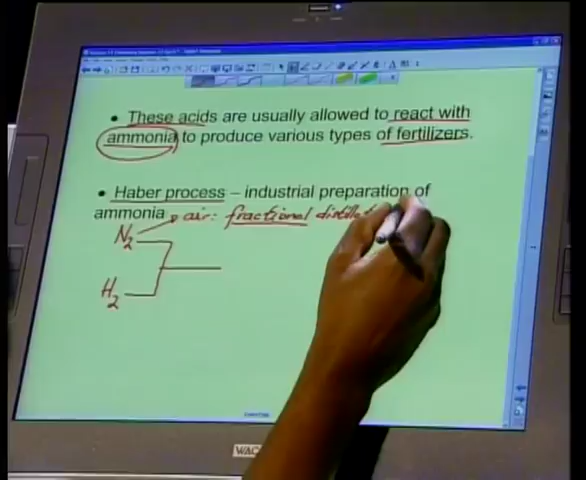 • These acids are usually allowed to react with
ammonia to produce various types of fertilizers.
• Haber process – industrial preparation of
ammonia
air: fractional
N2
H2
WAC